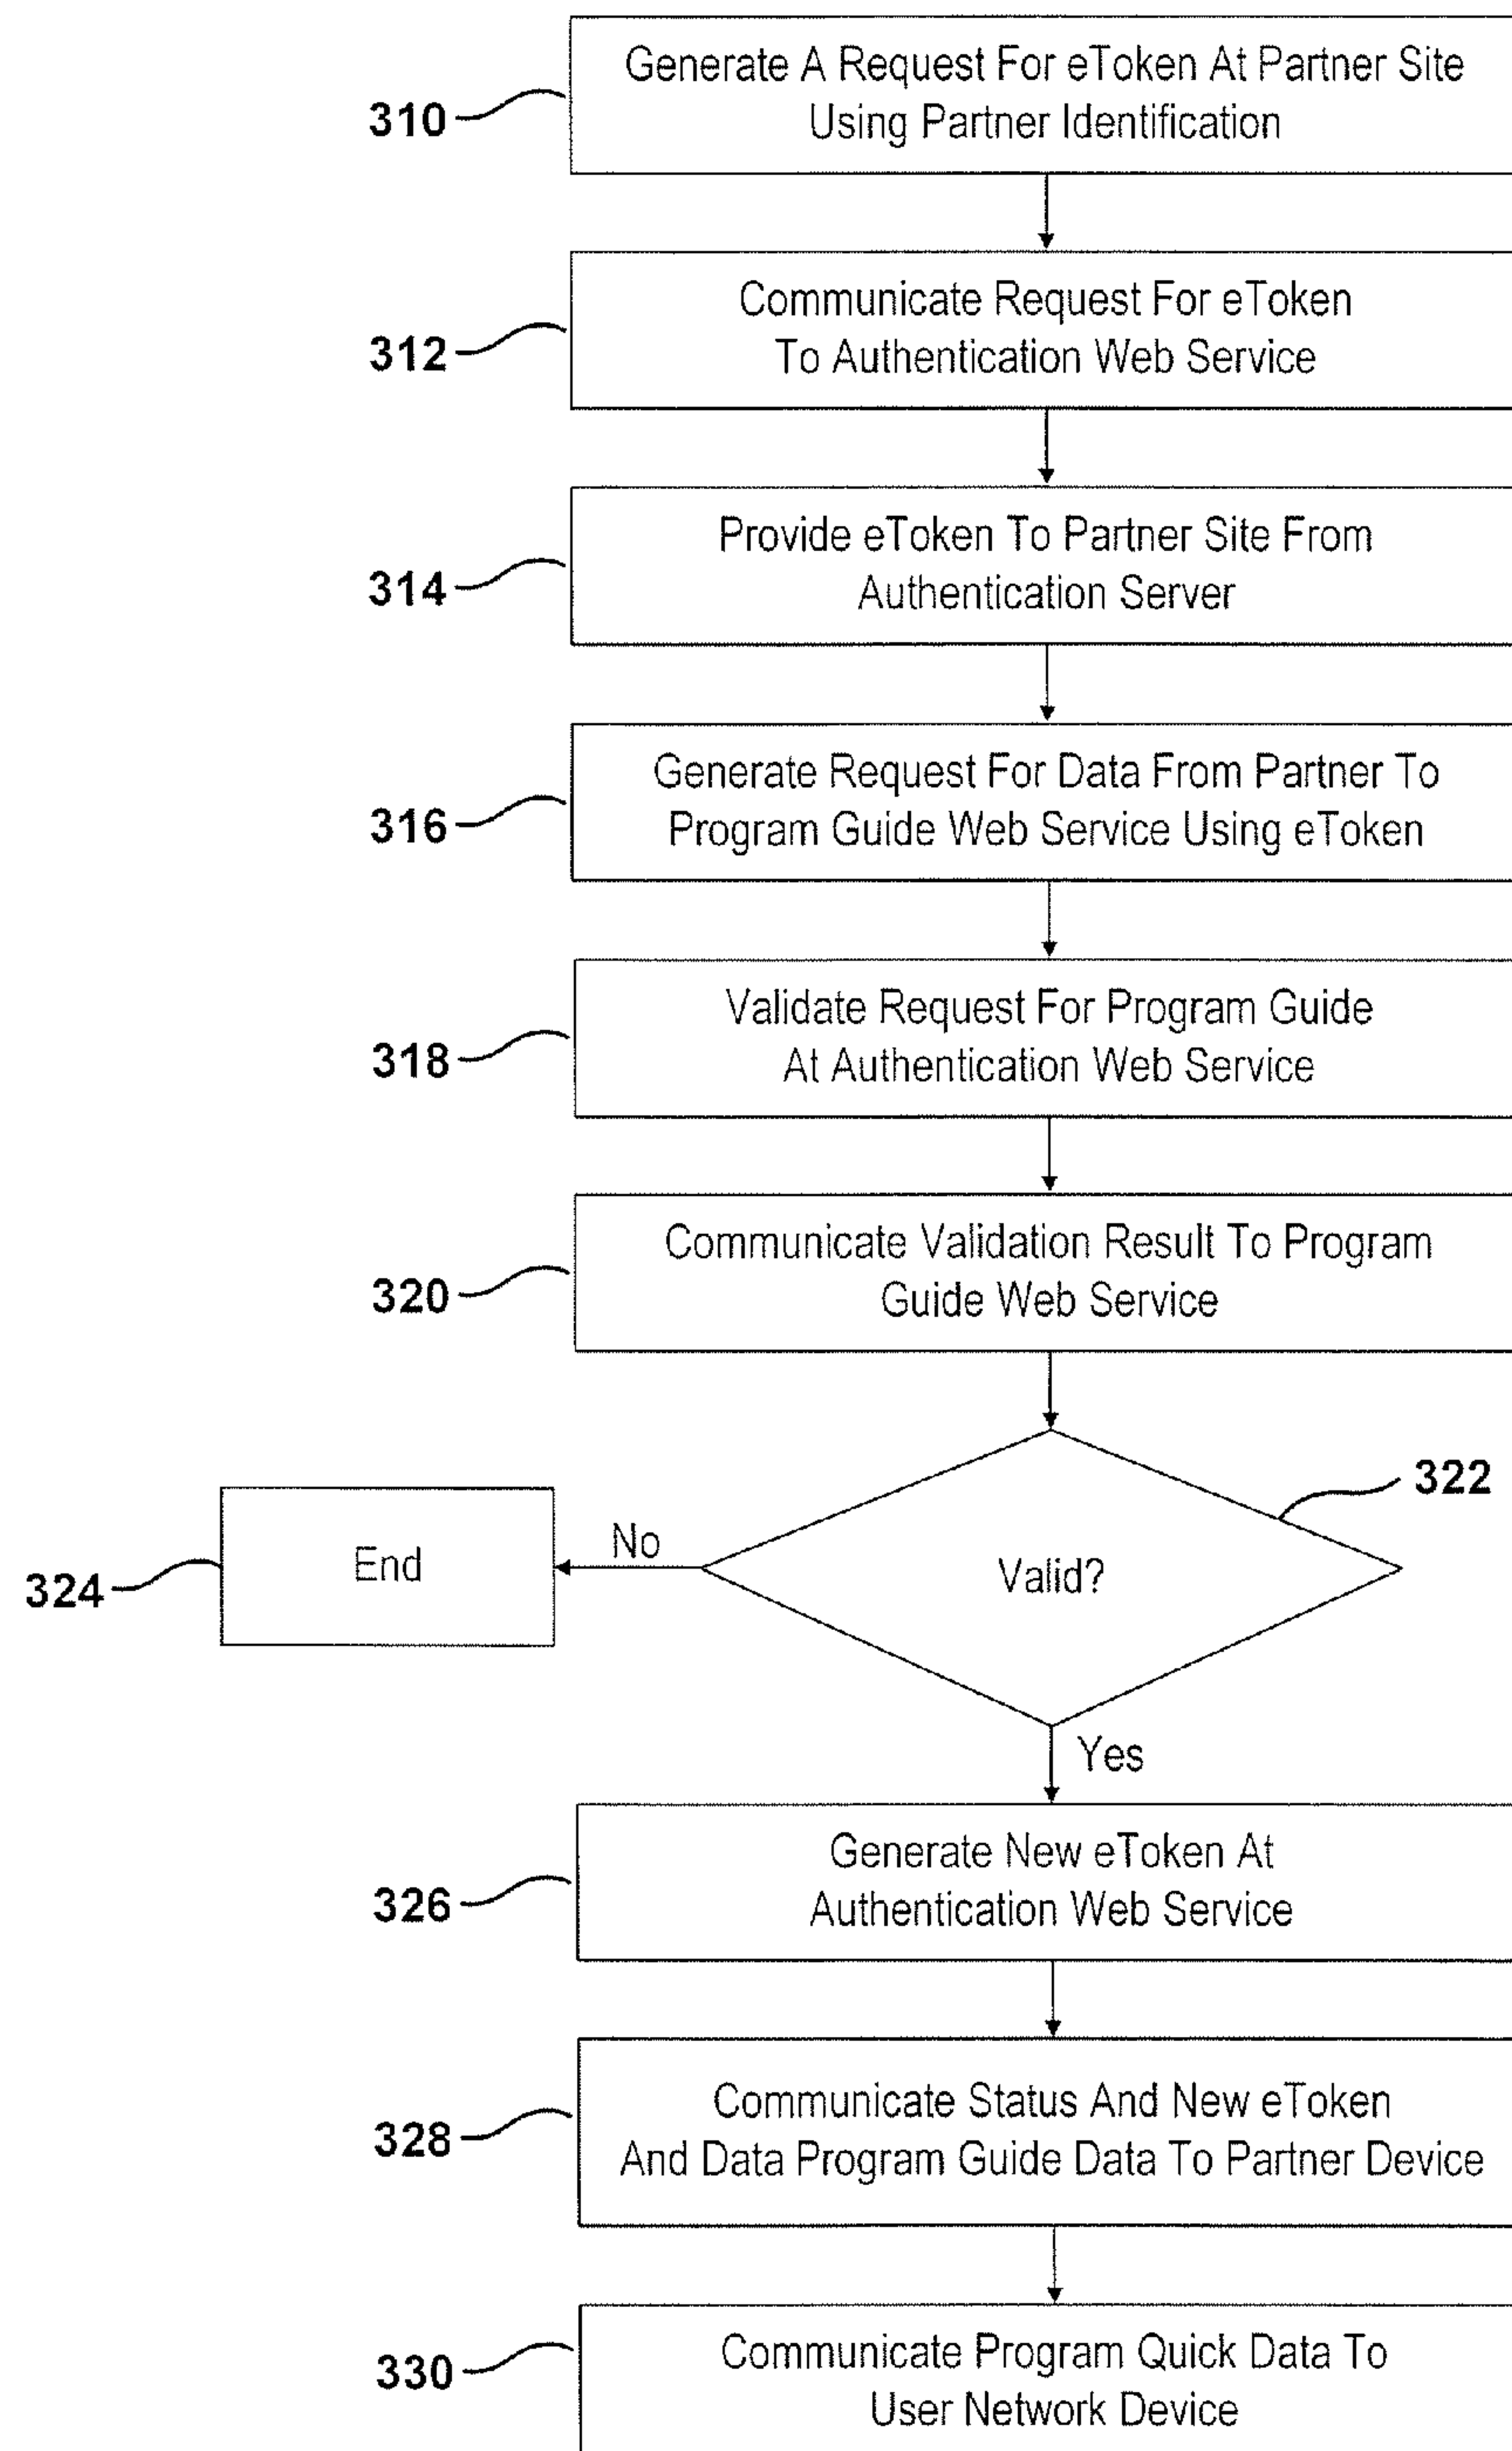 Generate A Request For eToken At Partner Site
Using Partner Identification
310
Communicate Request For eToken
To Authentication Web Service
312
Provide eToken To Partner Site From
Authentication Server
314
Generate Request For Data From Partner To
Program Guide Web Service Using eToken
316
Validate Request For Program Guide
At Authentication Web Service
318
Communicate Validation Result To Program
Guide Web Service
320
322
Valid?
No
End
324
Yes
Generate New eToken At
Authentication Web Service
326
Communicate Status And New eToken
And Data Program Guide Data To Partner Device
328
Communicate Program Quick Data To
User Network Device
330